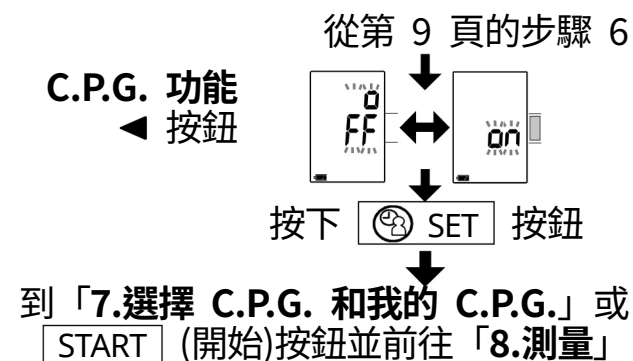 從第 9 頁的步驟 6
C.P.G. 功能
◀ 按鈕
o
FF
on
按下 SET 按鈕
到「7.選擇 C.P.G. 和我的 C.P.G.」或
START (開始)按鈕並前往「8.測量」